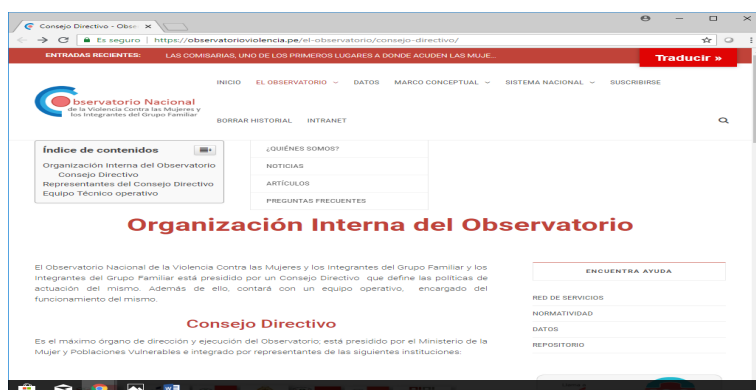 Consejo Directivo - Obse
Es seguro | https://observatorioviolencia.pe/el-observatorio/consejo-directivo/
ENTRADAS RECIENTES: LAS COMISARIAS, UNO DE LOS PRIMEROS LUGARES A DONDE ACUDEN LAS MUJE...
Traducir »
INICIO EL OBSERVATORIO DATOS MARCO CONCEPTUAL SISTEMA NACIONAL SUSCRIBIRSE
bservatorio Nacional
de la Violencia Contra las Mujeres y
los Integrantes del Grupo Familiar
BORRAR HISTORIAL INTRANET
Índice de contenidos
Organización Interna del Observatorio
Consejo Directivo
Representantes del Consejo Directivo
Equipo Técnico operativo
¿QUIÉNES SOMOS?
NOTICIAS
ARTÍCULOS
PREGUNTAS FRECUENTES
Organización Interna del Observatorio
El Observatorio Nacional de la Violencia Contra las Mujeres y los Integrantes del Grupo Familiar y los
Integrantes del Grupo Familiar está presidido por un Consejo Directivo que define las políticas de
actuación del mismo. Además de ello, contará con un equipo operativo, encargado del
funcionamiento del mismo.
Consejo Directivo
Es el máximo órgano de dirección y ejecución del Observatorio; está presidido por el Ministerio de la
Mujer y Poblaciones Vulnerables e integrado por representantes de las siguientes instituciones:
ENCUENTRA AYUDA
RED DE SERVICIOS
NORMATIVIDAD
DATOS
REPOSITORIO